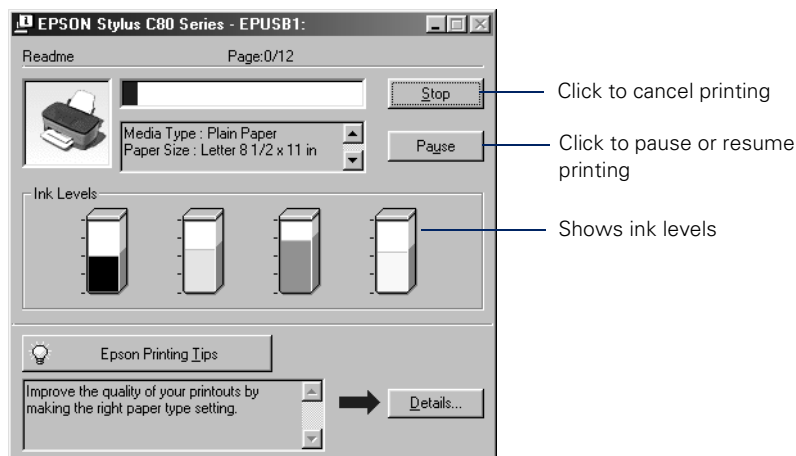 EPSON Stylus C80 Series - EPUSB1:
Readme Page:0/12
Stop
Click to cancel printing
Media Type : Plain Paper
Paper Size : Letter 8 1/2 x 11 in
Pause
Click to pause or resume
printing
Ink Levels
Shows ink levels
Epson Printing Tips
Improve the quality of your printouts by
making the right paper type setting.
Details...